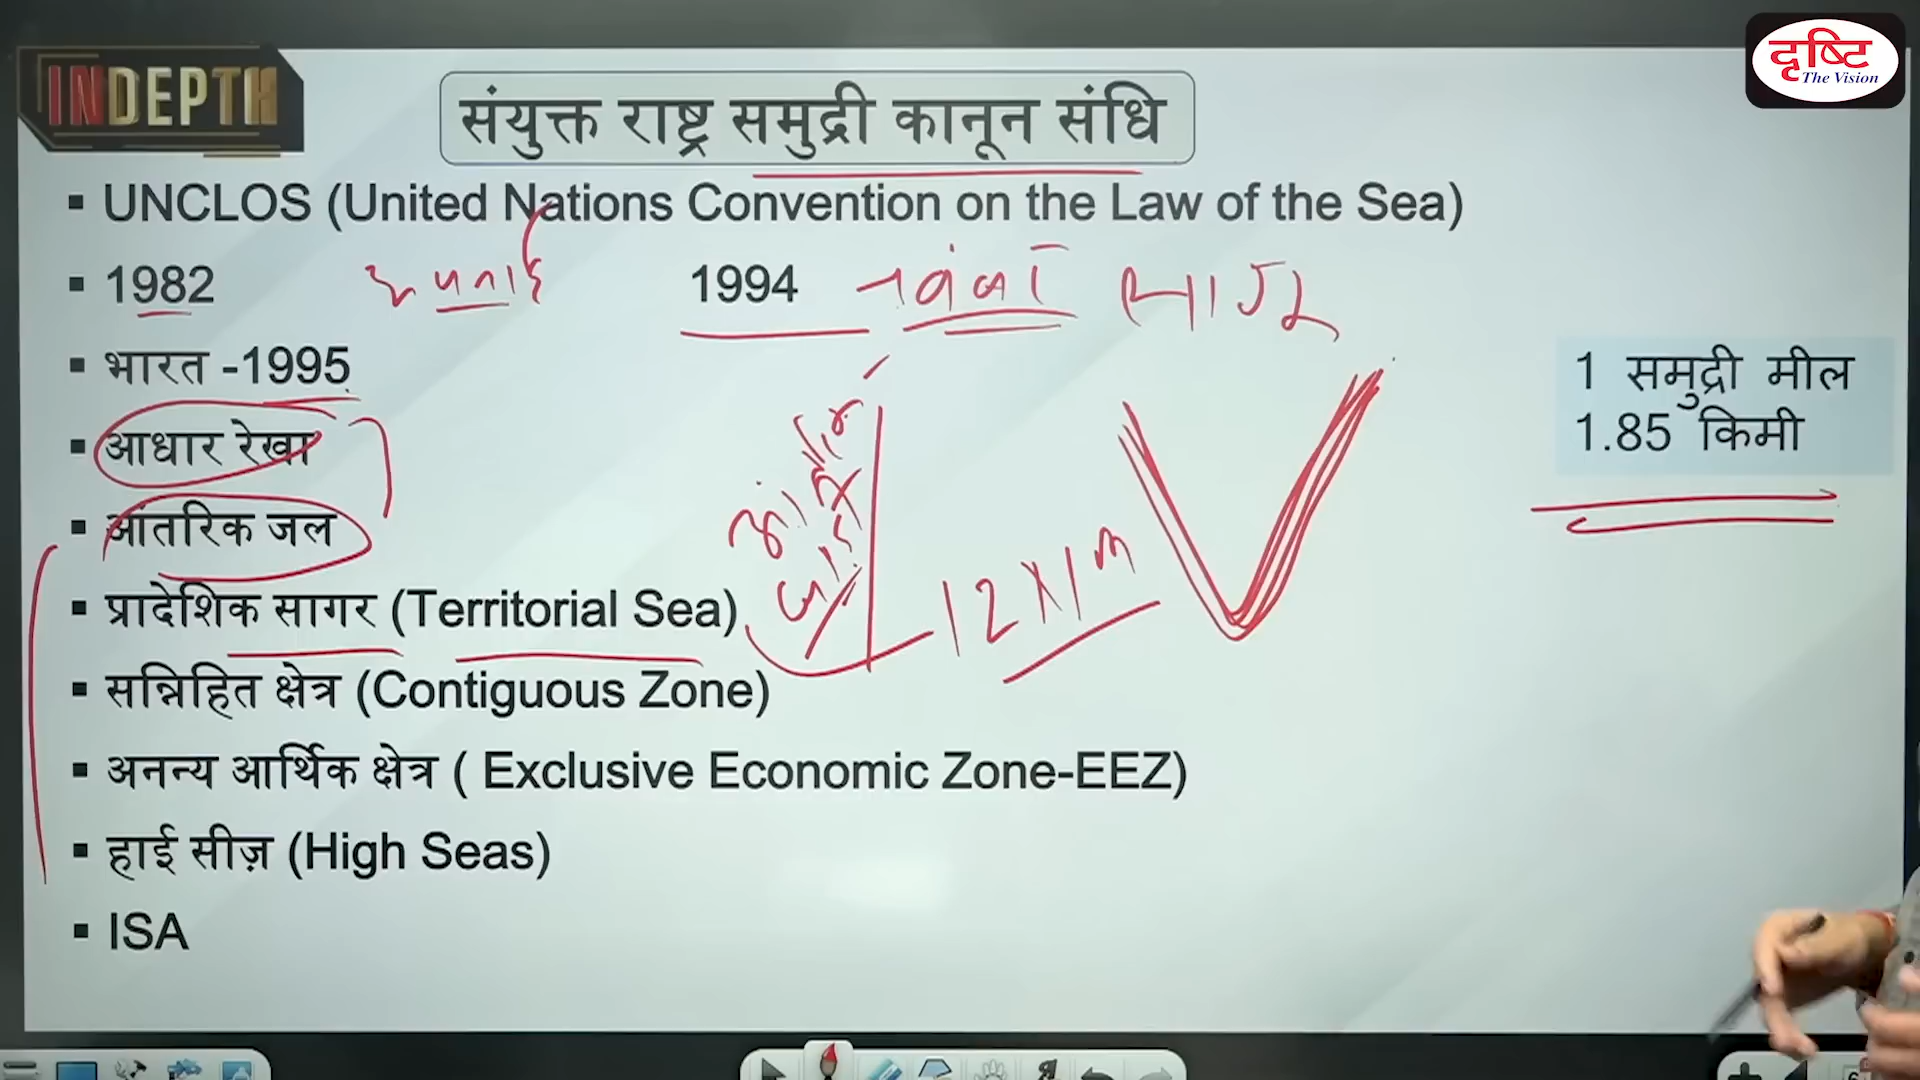 INDEPTH
दृष्टि
The Vision
संयुक्त राष्ट्र समुद्री कानून संधि
▪ UNCLOS (United Nations Convention on the Law of the Sea)
▪ 1982 1994
▪ भारत -1995
1 समुद्री मील
1.85 किमी
▪ आधार रेखा
▪ आंतरिक जल
12
▪ प्रादेशिक सागर (Territorial Sea)
▪ सन्निहित क्षेत्र (Contiguous Zone)
▪ अनन्य आर्थिक क्षेत्र ( Exclusive Economic Zone-EEZ)
▪ हाई सीज़ (High Seas)
▪ ISA